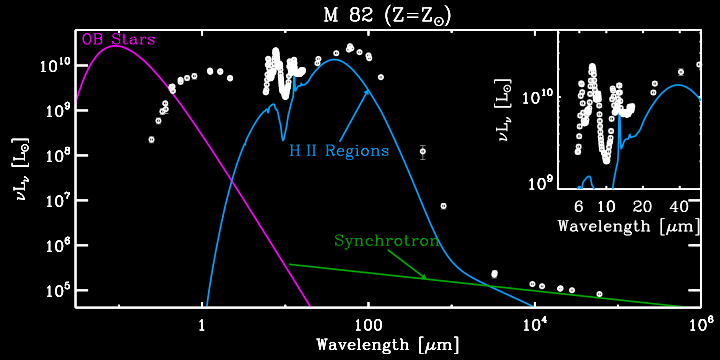 M 82 (Z=Z⊙)
OB Stars
H II Regions
Synchrotron
νLν [L⊙]
10¹⁰
10⁹
10⁸
10⁷
10⁶
10⁵
1
100
10⁴
10⁶
Wavelength [μm]
νLν [L⊙]
10¹⁰
10⁹
6
10
20
40
Wavelength [μm]